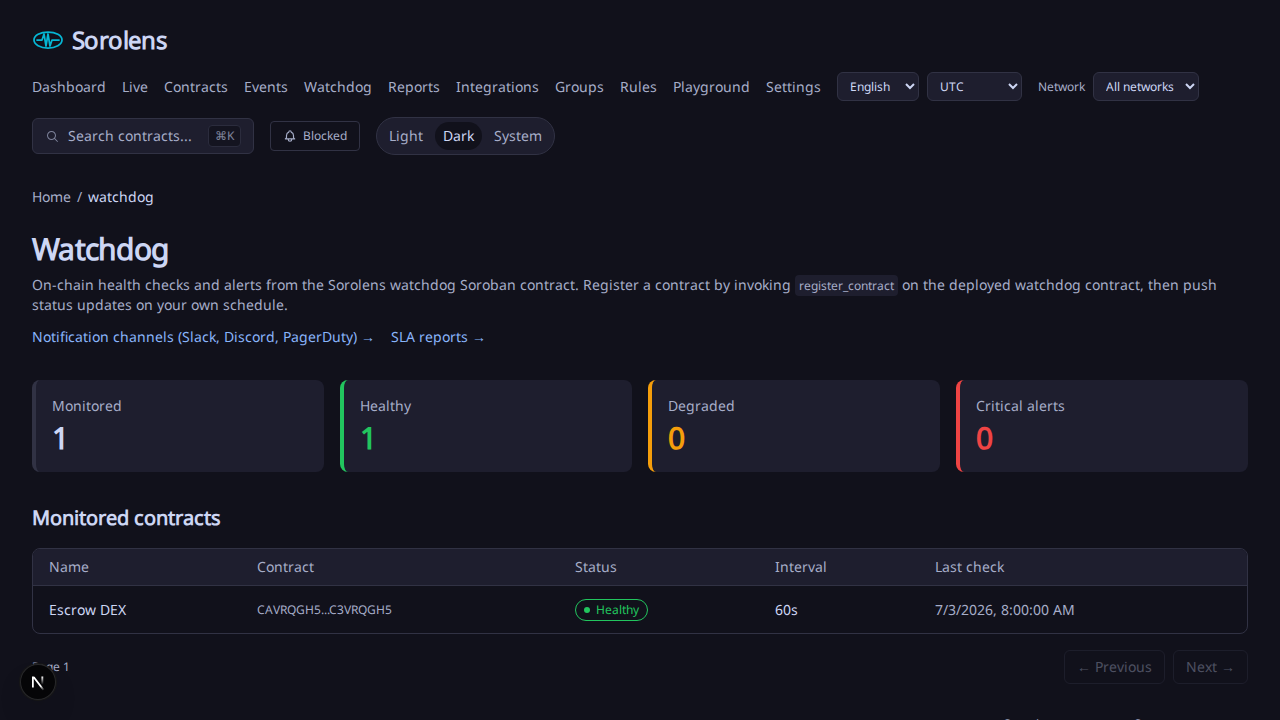 Sorolens
Dashboard Live Contracts Events Watchdog Reports Integrations Groups Rules Playground Settings English UTC Network All networks
Search contracts... ⌘K Blocked Light Dark System
Home / watchdog
Watchdog
On-chain health checks and alerts from the Sorolens watchdog Soroban contract. Register a contract by invoking register_contract on the deployed watchdog contract, then push
status updates on your own schedule.
Notification channels (Slack, Discord, PagerDuty) → SLA reports →
Monitored Healthy Degraded Critical alerts
1 1 0 0
Monitored contracts
Name Contract Status Interval Last check
Escrow DEX CAVRQGH5…C3VRQGH5 Healthy 60s 7/3/2026, 8:00:00 AM
Page 1 ← Previous Next →